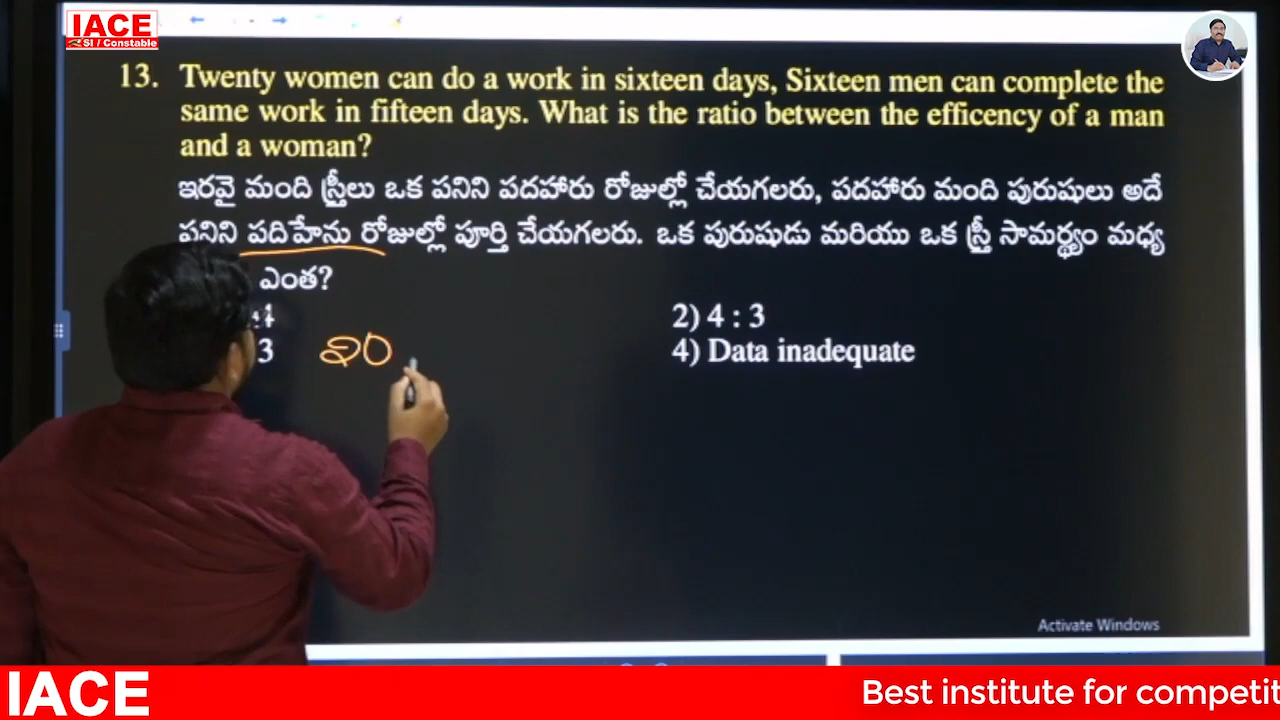 IACE
SI / Constable
13. Twenty women can do a work in sixteen days, Sixteen men can complete the
same work in fifteen days. What is the ratio between the efficency of a man
and a woman?
ఇరవై మంది స్త్రీలు ఒక పనిని పదహారు రోజుల్లో చేయగలరు, పదహారు మంది పురుషులు అదే
పనిని పదిహేను రోజుల్లో పూర్తి చేయగలరు. ఒక పురుషుడు మరియు ఒక స్త్రీ సామర్థ్యం మధ్య
ఎంత?
: 4
2) 4 : 3
3
20
4) Data inadequate
Activate Windows
IACE
Best institute for competit